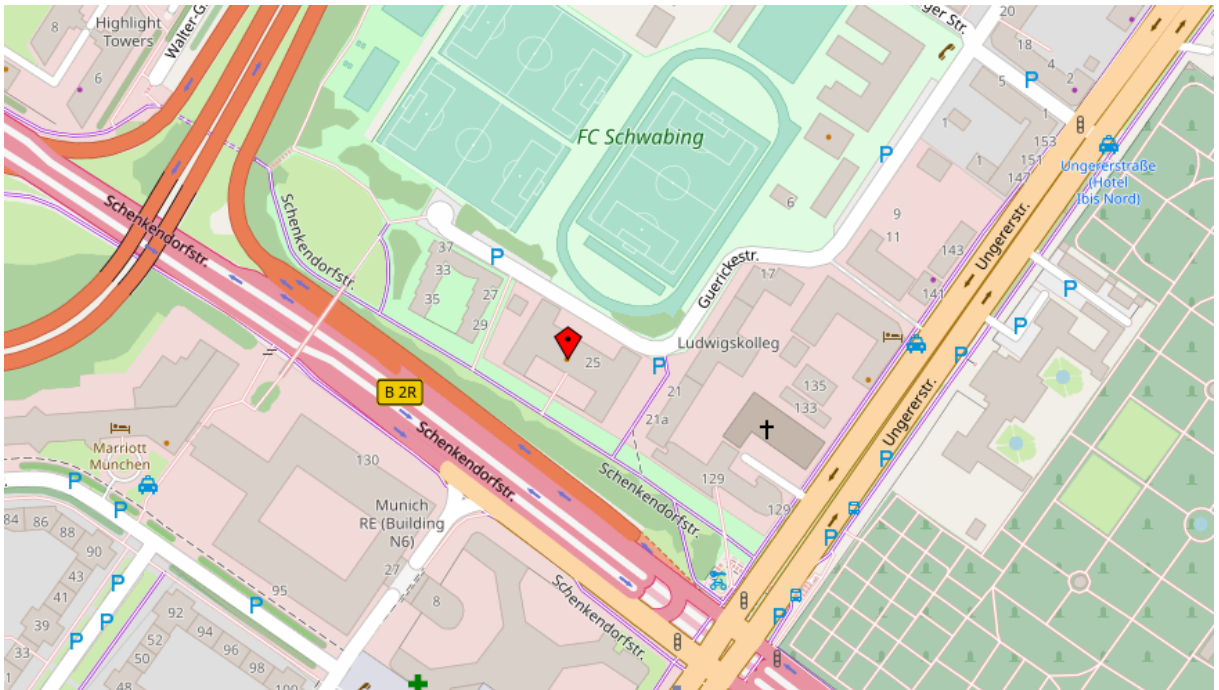 Highlight
Towers
8
6
Walter-G
ger Str.
20
18
4
2
5
P
1
1
153
151
147
1
Ungererstraße
(Hotel
Ibis Nord)
P
FC Schwabing
6
9
11
143
141
Ungererstr.
P
P
Schenkendorfstr.
Schenkendorfstr.
37
33
35
27
29
P
Guerickestr.
17
25
Ludwigskolleg
P
P
21
21a
135
133
B 2R
Ungererstr.
P
Marriott
München
130
Schenkendorfstr.
Schenkendorfstr.
129
129
P
P
P
Munich
RE (Building
N6)
84
86
88
90
43
41
39
33
1
P
P
P
P
95
92
94
96
98
52
50
48
27
8
Schenkendorfstr.
P
100